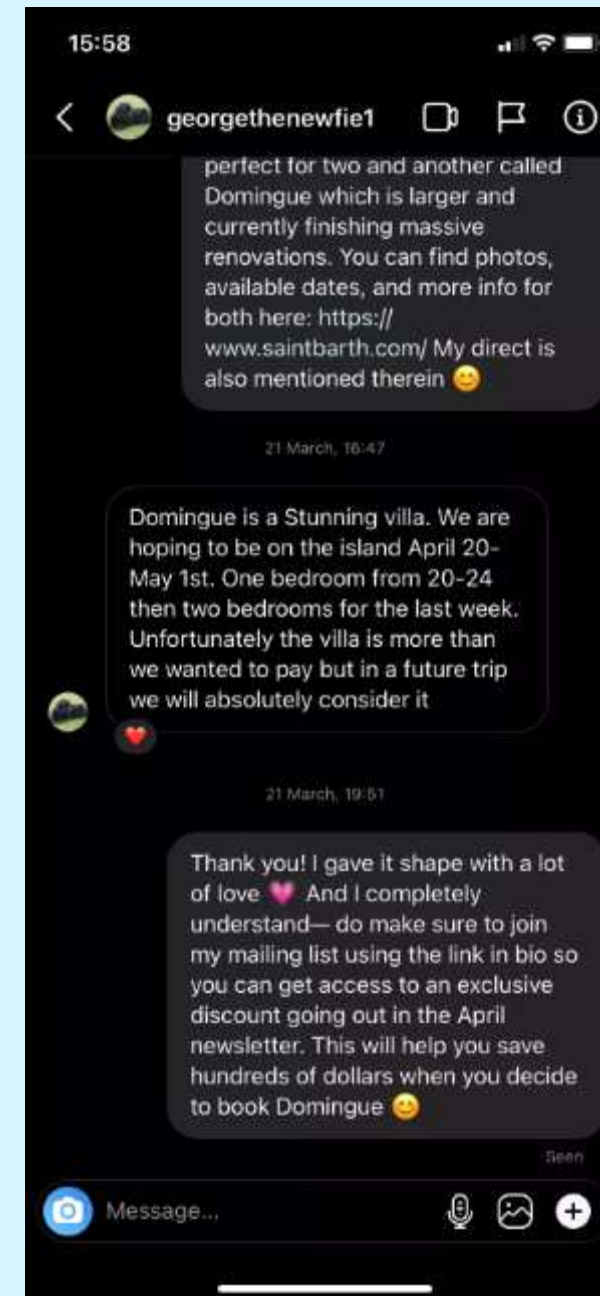 15:58
georgethenewfie1
perfect for two and another called
Domingue which is larger and
currently finishing massive
renovations. You can find photos,
available dates, and more info for
both here: https://
www.saintbarth.com/ My direct is
also mentioned therein 😊
21 March, 16:47
Domingue is a Stunning villa. We are
hoping to be on the island April 20-
May 1st. One bedroom from 20-24
then two bedrooms for the last week.
Unfortunately the villa is more than
we wanted to pay but in a future trip
we will absolutely consider it
❤️
21 March, 19:51
Thank you! I gave it shape with a lot
of love 💗 And I completely
understand— do make sure to join
my mailing list using the link in bio so
you can get access to an exclusive
discount going out in the April
newsletter. This will help you save
hundreds of dollars when you decide
to book Domingue 😊
Seen
Message...